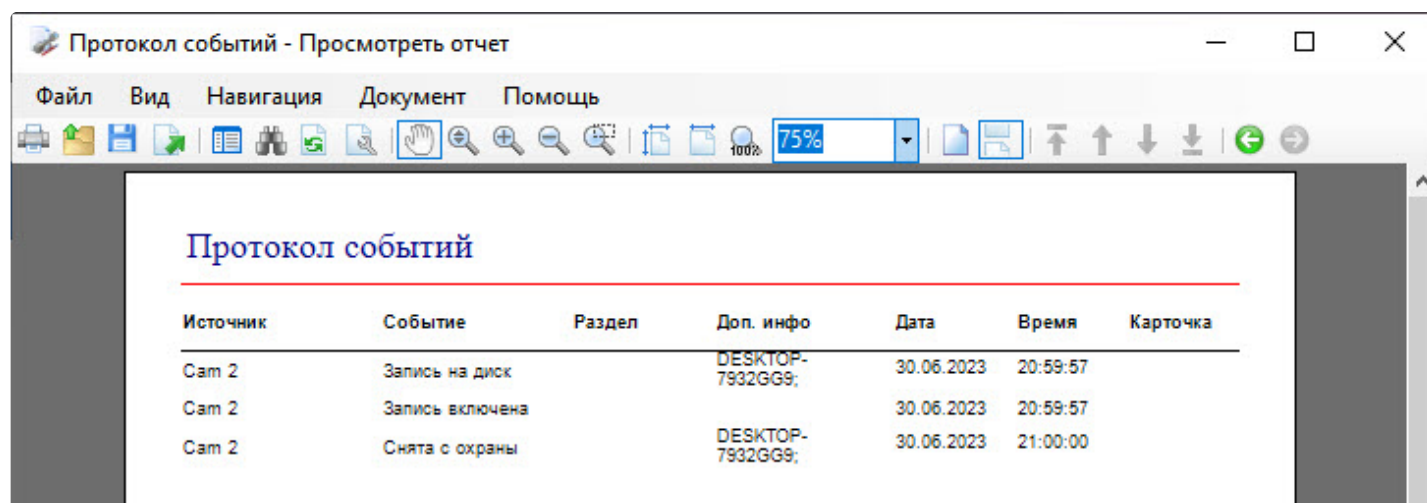 Протокол событий - Просмотреть отчет
Файл Вид Навигация Документ Помощь
100% 75%
Протокол событий
Источник Событие Раздел Доп. инфо Дата Время Карточка
Cam 2 Запись на диск DESKTOP-7932GG9; 30.06.2023 20:59:57
Cam 2 Запись включена 30.06.2023 20:59:57
Cam 2 Снята с охраны DESKTOP-7932GG9; 30.06.2023 21:00:00